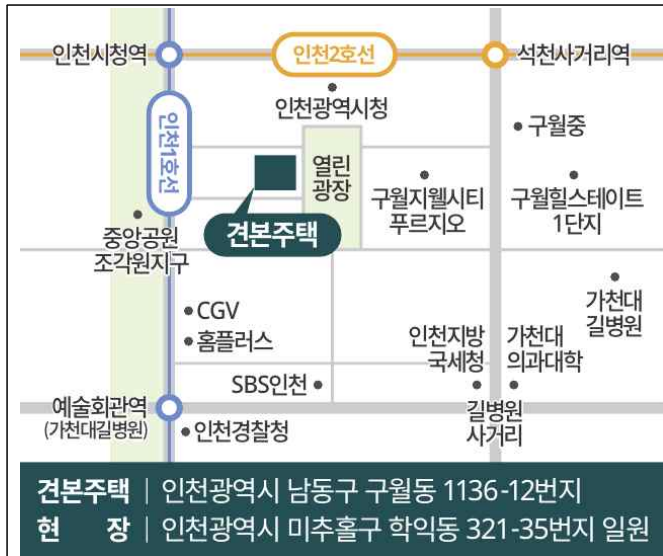 인천시청역
인천2호선
석천사거리역
인천광역시청
구월중
인천1호선
열린
광장
구월지웰시티
푸르지오
구월힐스테이트
1단지
견본주택
중앙공원
조각원지구
가천대
길병원
CGV
홈플러스
인천지방
국세청
가천대
의과대학
SBS인천
예술회관역
(가천대길병원)
인천경찰청
길병원
사거리
견본주택 | 인천광역시 남동구 구월동 1136-12번지
현 장 | 인천광역시 미추홀구 학익동 321-35번지 일원